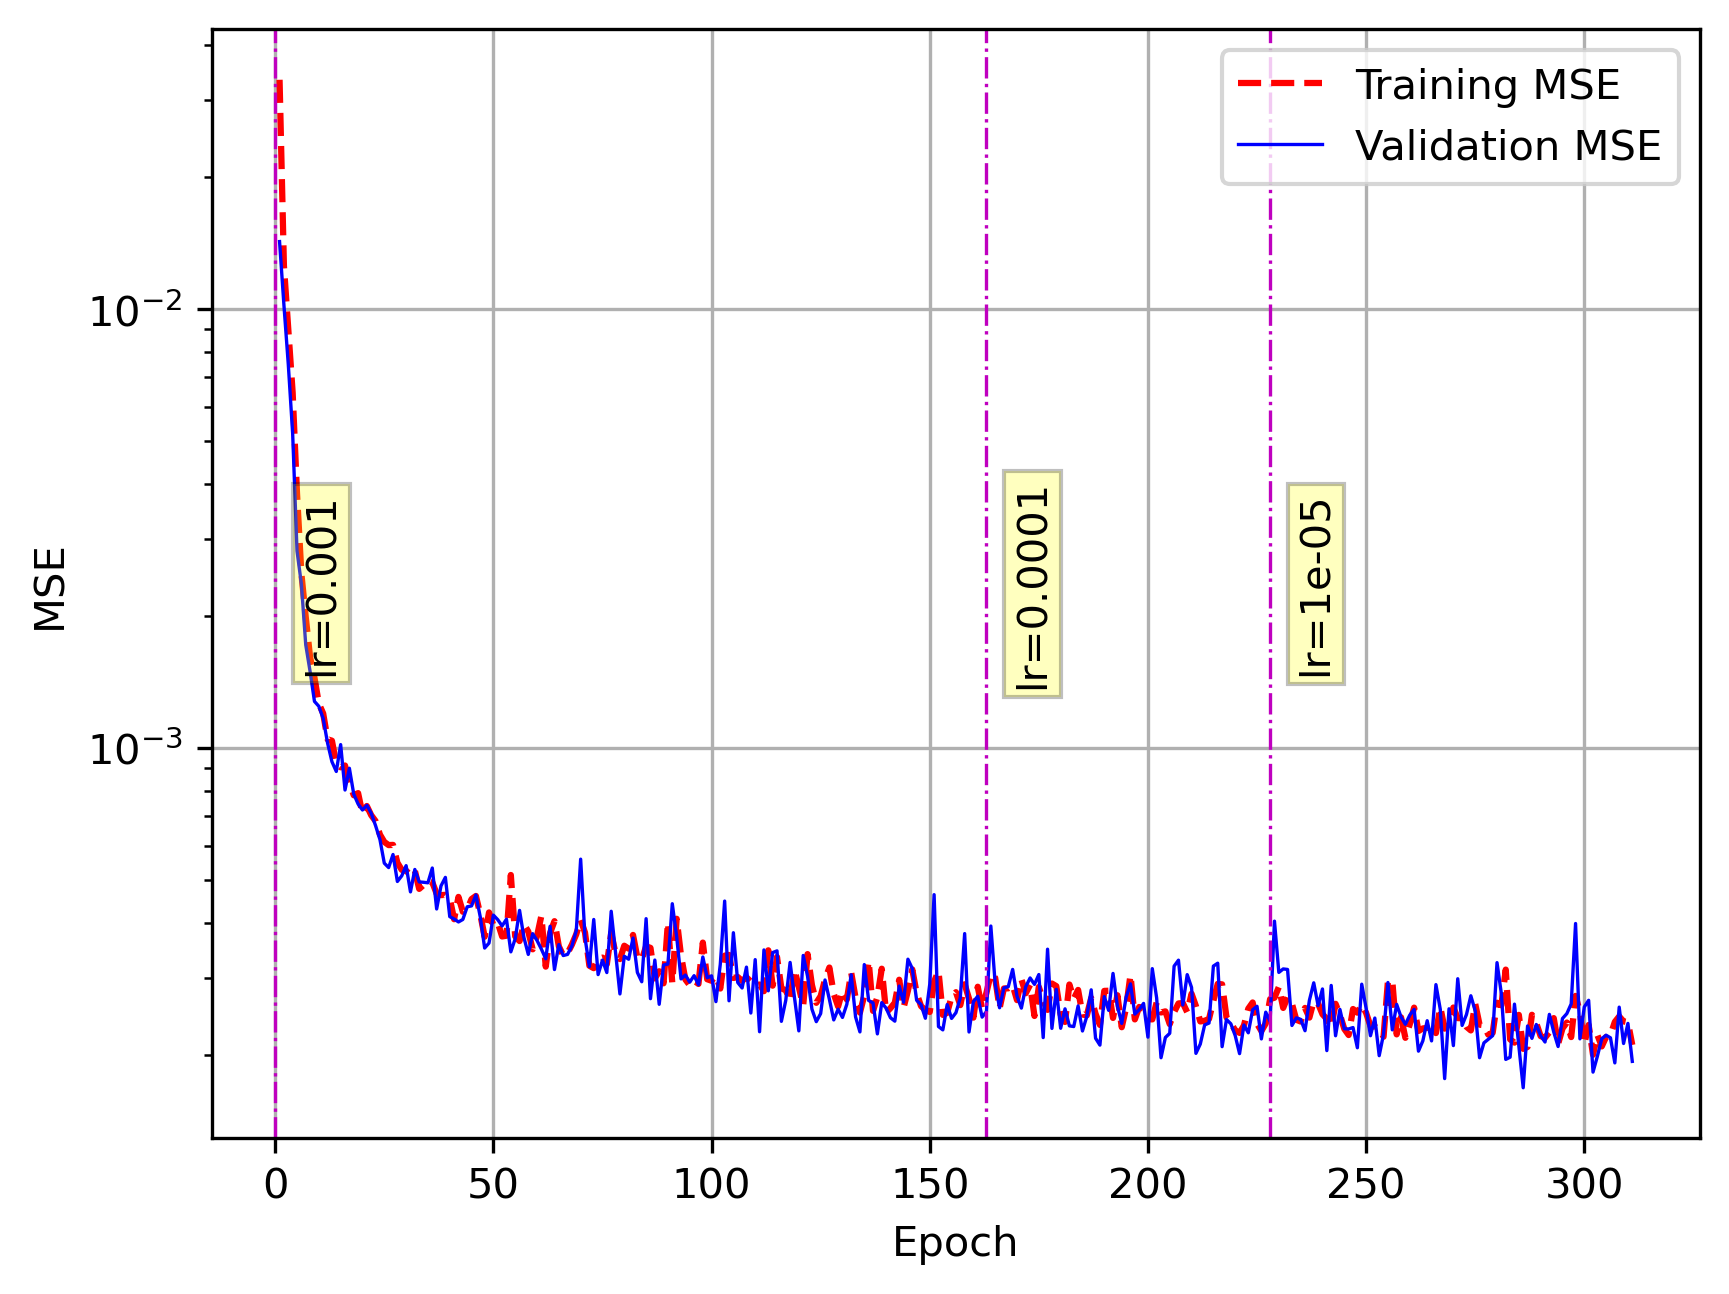 Training MSE
Validation MSE
10⁻²
10⁻³
MSE
lr=0.001
lr=0.0001
lr=1e-05
0 50 100 150 200 250 300
Epoch